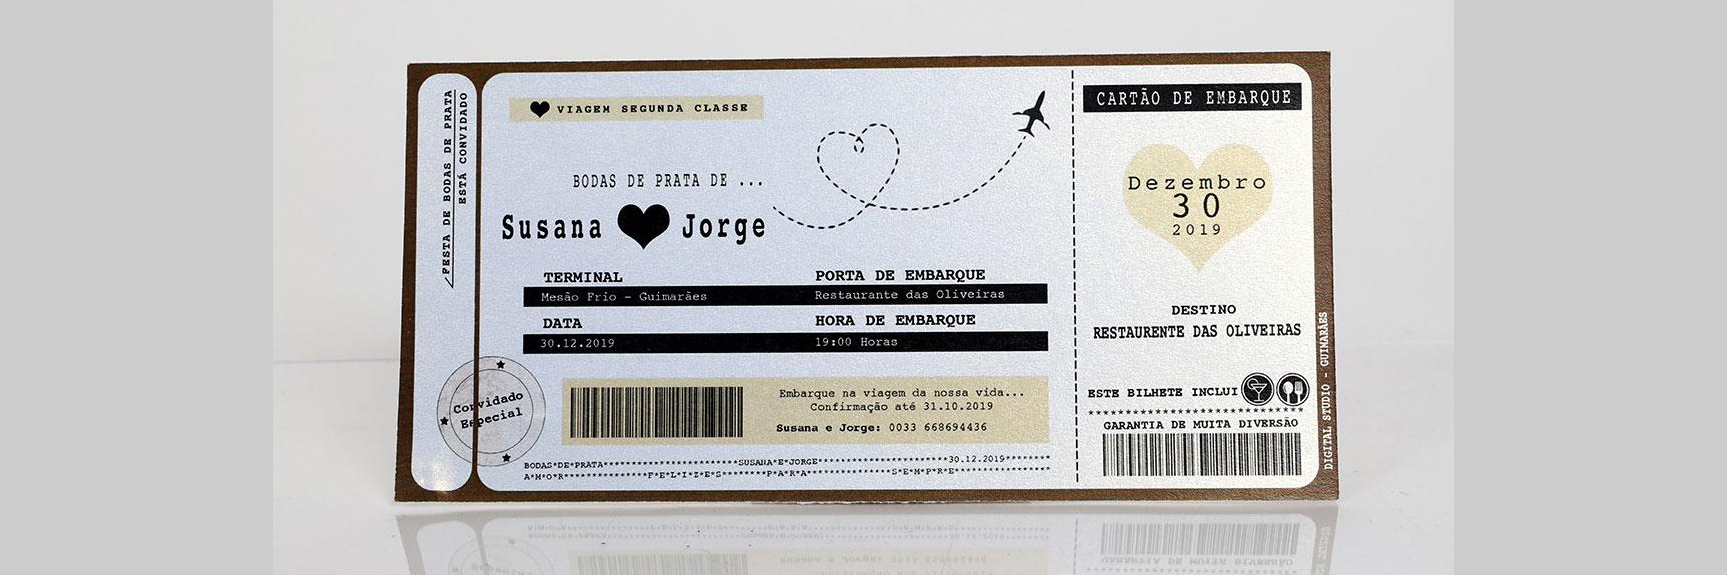 FESTA DE BODAS DE PRATA
ESTÁ CONVIDADO
VIAGEM SEGUNDA CLASSE
BODAS DE PRATA DE ...
Susana Jorge
TERMINAL PORTA DE EMBARQUE
Mesão Frio - Guimarães Restaurante das Oliveiras
DATA HORA DE EMBARQUE
30.12.2019 19:00 Horas
Convidado
Especial
Embarque na viagem da nossa vida...
Confirmação até 31.10.2019
Susana e Jorge: 0033 668694436
BODAS*DE*PRATA************************SUSANA*E*JORGE************************30.12.2019********
A*M*O*R***************F*E*L*I*Z*E*S********P*A*R*A***************S*E*M*P*R*E*****************
CARTÃO DE EMBARQUE
Dezembro
30
2019
DESTINO
RESTAURENTE DAS OLIVEIRAS
ESTE BILHETE INCLUI
GARANTIA DE MUITA DIVERSÃO
DIGITAL STUDIO - GUIMARÃES